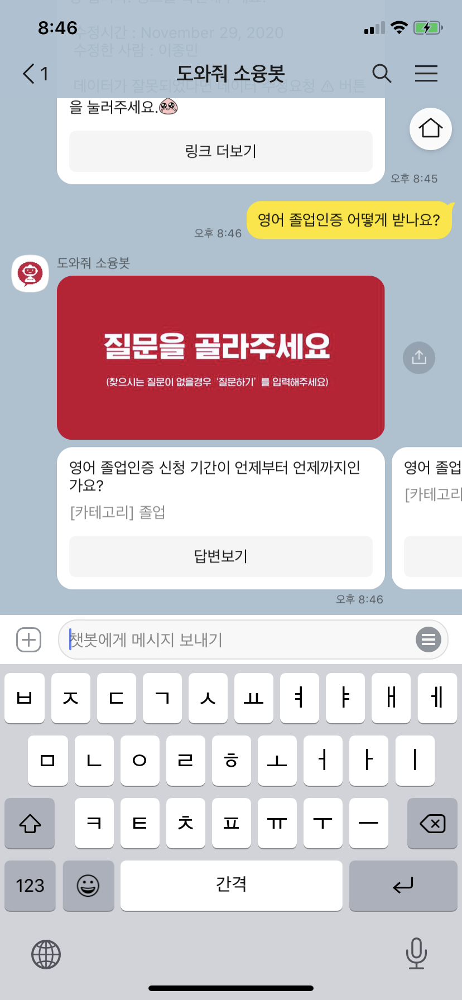 8:46
수정시간 : November 29, 2020
수정한 사람 : 이종민
1
도와줘 소융봇
데이터가 잘못되었다면 데이터 수정요청 ⚠ 버튼
을 눌러주세요.
링크 더보기
오후 8:45
영어 졸업인증 어떻게 받나요?
오후 8:46
도와줘 소융봇
질문을 골라주세요
(찾으시는 질문이 없을경우 ‘질문하기’ 를 입력해주세요)
영어 졸업인증 신청 기간이 언제부터 언제까지인
가요?
[카테고리] 졸업
답변보기
영어 졸업
[카테고리
오후 8:46
챗봇에게 메시지 보내기
ㅂ ㅈ ㄷ ㄱ ㅅ ㅛ ㅕ ㅑ ㅐ ㅔ
ㅁ ㄴ ㅇ ㄹ ㅎ ㅗ ㅓ ㅏ ㅣ
ㅋ ㅌ ㅊ ㅍ ㅠ ㅜ ㅡ
123 간격